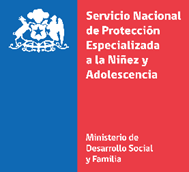 Servicio Nacional
de Protección
Especializada
a la Niñez y
Adolescencia
Ministerio de
Desarrollo Social
y Familia